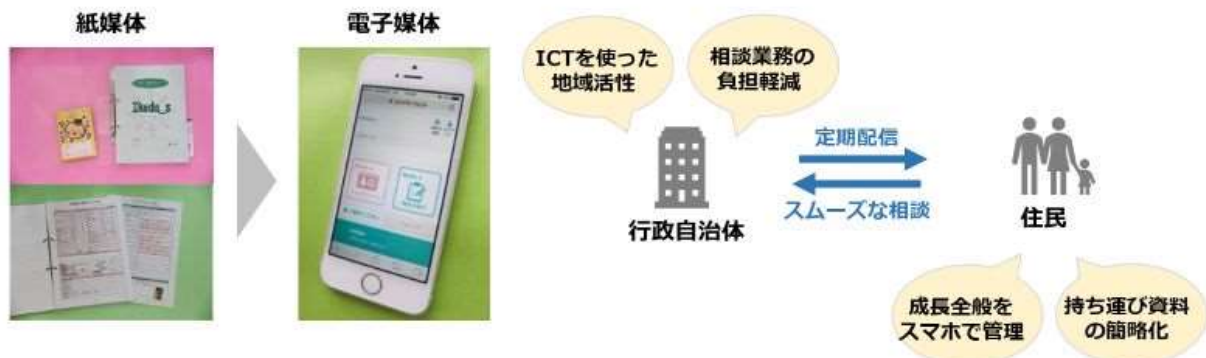 紙媒体
電子媒体
Ikeda_s
ICTを使った
地域活性
相談業務の
負担軽減
定期配信
スムーズな相談
行政自治体
住民
成長全般を
スマホで管理
持ち運び資料
の簡略化